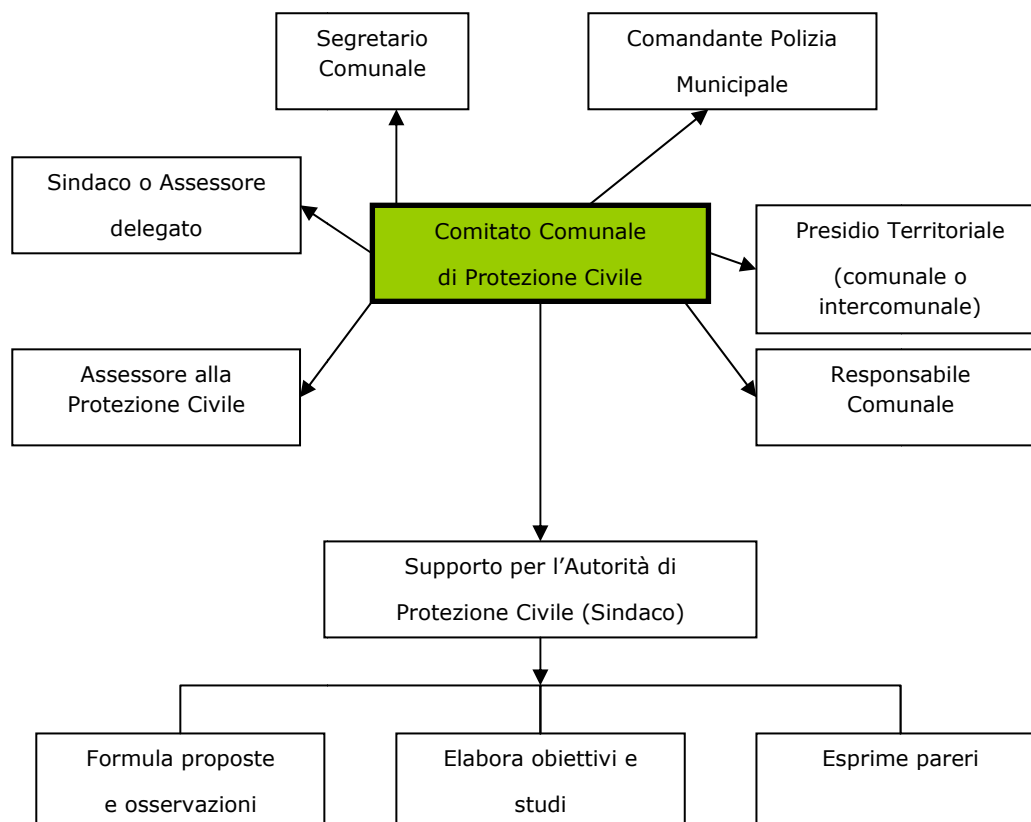 Segretario
Comunale
Comandante Polizia
Municipale
Sindaco o Assessore
delegato
Comitato Comunale
di Protezione Civile
Presidio Territoriale
(comunale o
intercomunale)
Assessore alla
Protezione Civile
Responsabile
Comunale
Supporto per l’Autorità di
Protezione Civile (Sindaco)
Formula proposte
e osservazioni
Elabora obiettivi e
studi
Esprime pareri